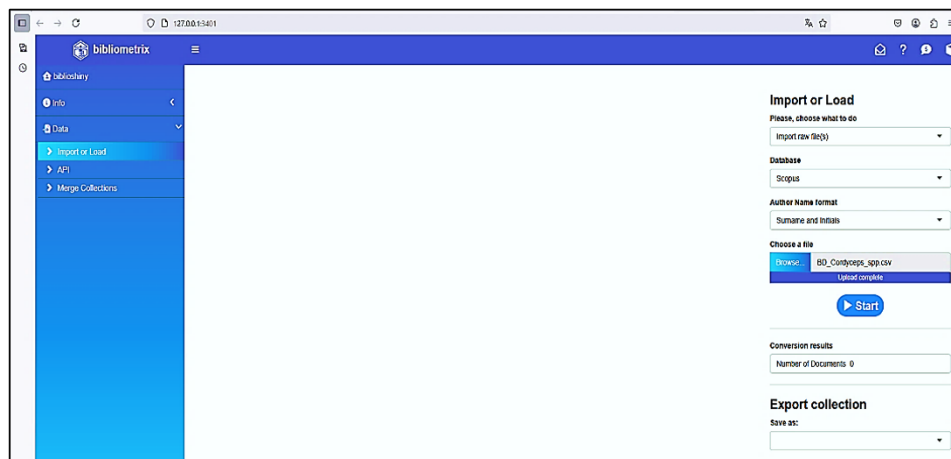 127.0.0.1:3401
bibliometrix
biblioshiny
Info
Data
Import or Load
API
Merge Collections
Import or Load
Please, choose what to do
Import raw file(s)
Database
Scopus
Author Name format
Surname and Initials
Choose a file
Browse... BD_Cordyceps_spp.csv
Upload complete
Start
Conversion results
Number of Documents 0
Export collection
Save as: